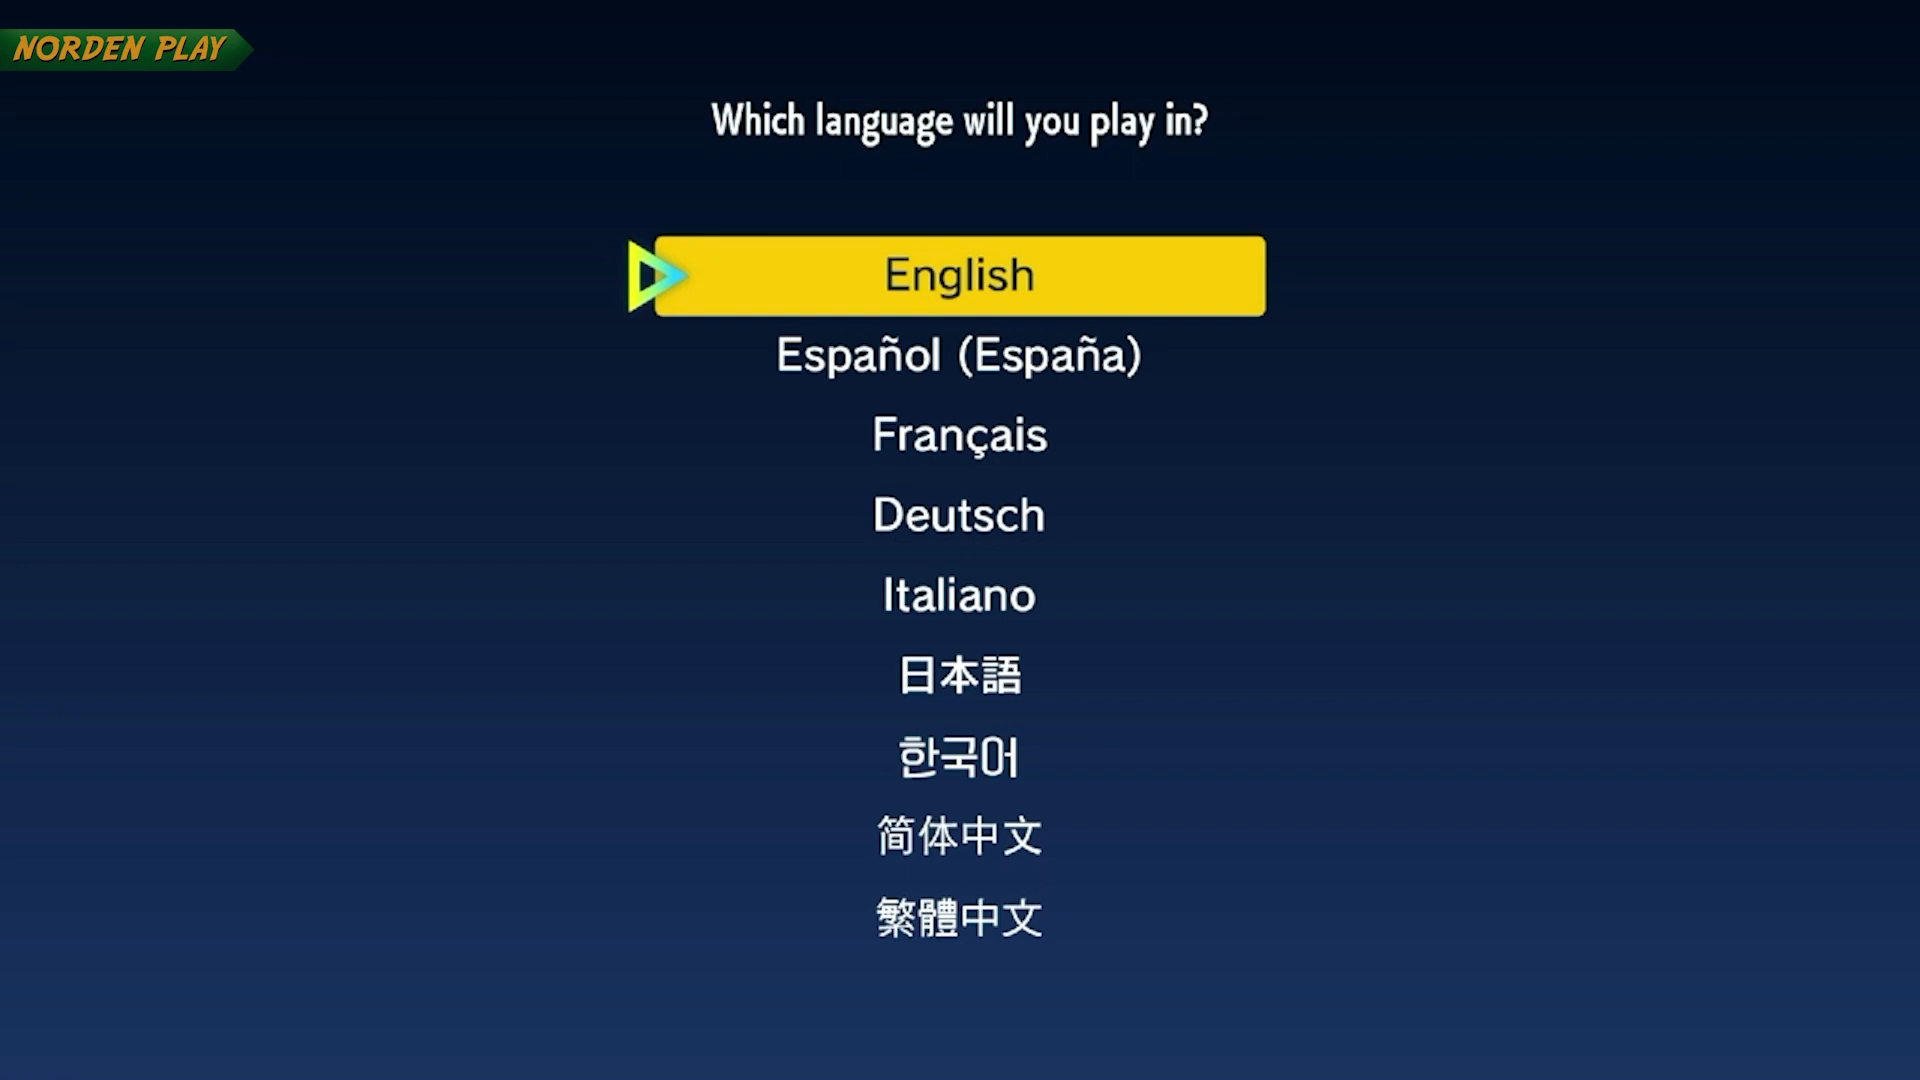 NORDEN PLAY
Which language will you play in?
English
Español (España)
Français
Deutsch
Italiano
日本語
한국어
简体中文
繁體中文